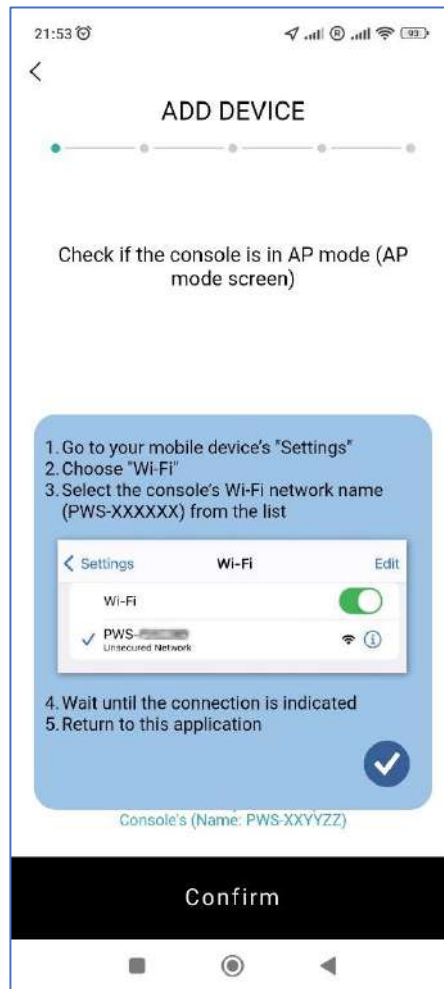 21:53
93
ADD DEVICE
Check if the console is in AP mode (AP
mode screen)
1. Go to your mobile device's "Settings"
2. Choose "Wi-Fi"
3. Select the console's Wi-Fi network name
(PWS-XXXXXX) from the list
Settings Wi-Fi Edit
Wi-Fi
PWS-
Unsecured Network
4. Wait until the connection is indicated
5. Return to this application
Console's (Name: PWS-XXYYZZ)
Confirm